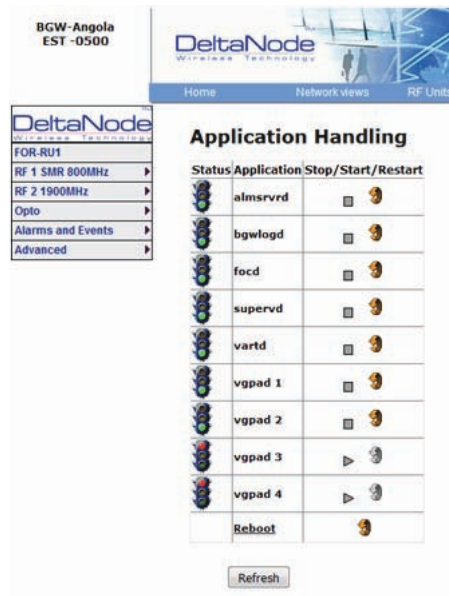 BGW-Angola
EST -0500
DeltaNode
Wireless Technology
Home Network views RF Units
DeltaNode
Wireless Technology
FOR-RU1
RF 1 SMR 800MHz
RF 2 1900MHz
Opto
Alarms and Events
Advanced
Application Handling
Status Application Stop/Start/Restart
almsrvrd
bgwlogd
focd
supervd
vartd
vgpad 1
vgpad 2
vgpad 3
vgpad 4
Reboot
Refresh